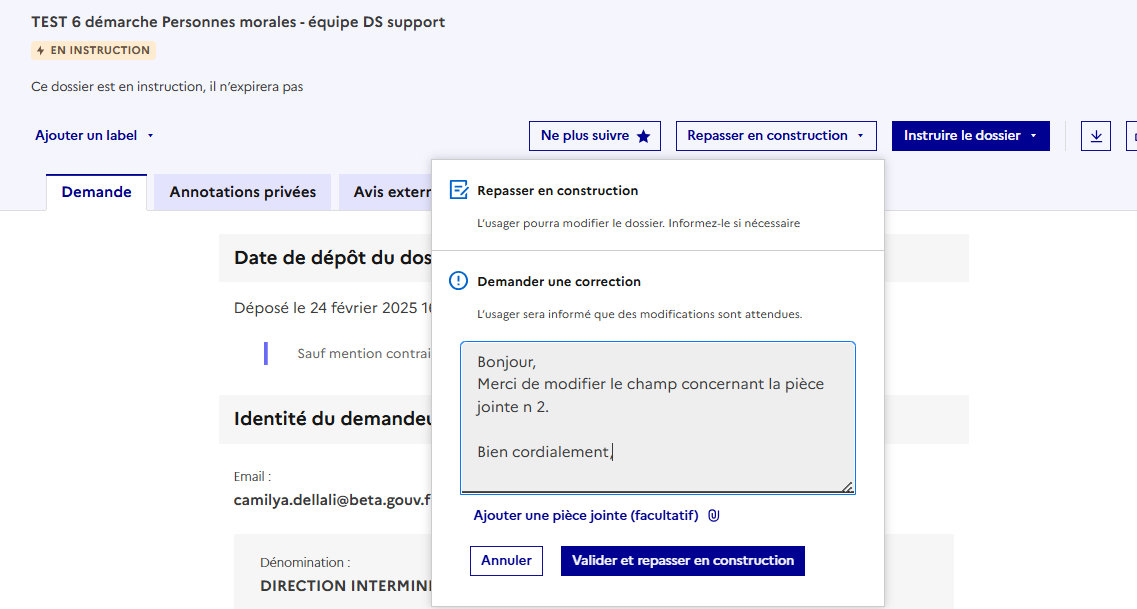 TEST 6 démarche Personnes morales - équipe DS support
EN INSTRUCTION
Ce dossier est en instruction, il n’expirera pas
Ajouter un label
Ne plus suivre
Repasser en construction
Instruire le dossier
Demande
Annotations privées
Avis extern
Repasser en construction
L’usager pourra modifier le dossier. Informez-le si nécessaire
Demander une correction
L’usager sera informé que des modifications sont attendues.
Bonjour,
Merci de modifier le champ concernant la pièce
jointe n 2.
Bien cordialement,
Ajouter une pièce jointe (facultatif)
Annuler
Valider et repasser en construction
Date de dépôt du dos
Déposé le 24 février 2025 1
Sauf mention contrai
Identité du demandeu
Email :
camilya.dellali@beta.gouv.f
Dénomination :
DIRECTION INTERMIN